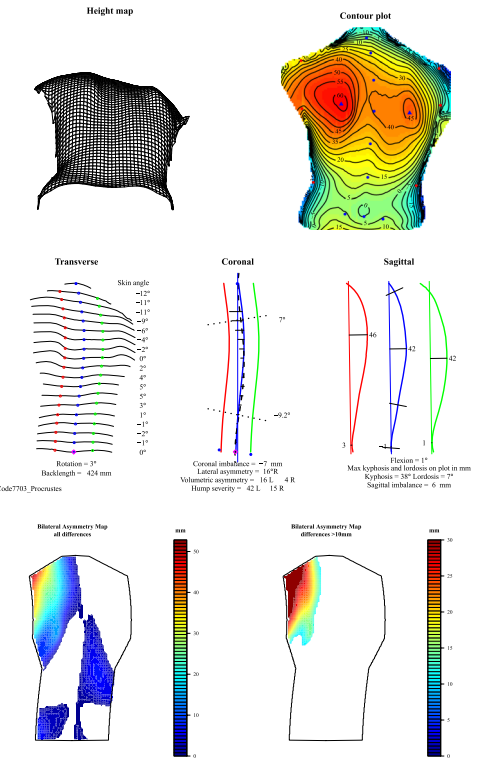 Height map
Contour plot
Transverse
Coronal
Sagittal
Skin angle
−12°
−11°
−11°
−9°
−6°
−4°
−2°
0°
2°
4°
5°
5°
3°
1°
−1°
−2°
−1°
0°
7°
−9.2°
46
42
42
3
−1
1
Rotation = 3°
Backlength = 424 mm
Code7703_Procrustes
Coronal imbalance = −7 mm
Lateral asymmetry = 16°R
Volumetric asymmetry = 16 L 4 R
Hump severity = 42 L 15 R
Flexion = 1°
Max kyphosis and lordosis on plot in mm
Kyphosis = 38° Lordosis = 7°
Sagittal imbalance = 6 mm
Bilateral Asymmetry Map
all differences
mm
50
40
30
20
10
0
Bilateral Asymmetry Map
differences >10mm
mm
30
25
20
15
10
5
0